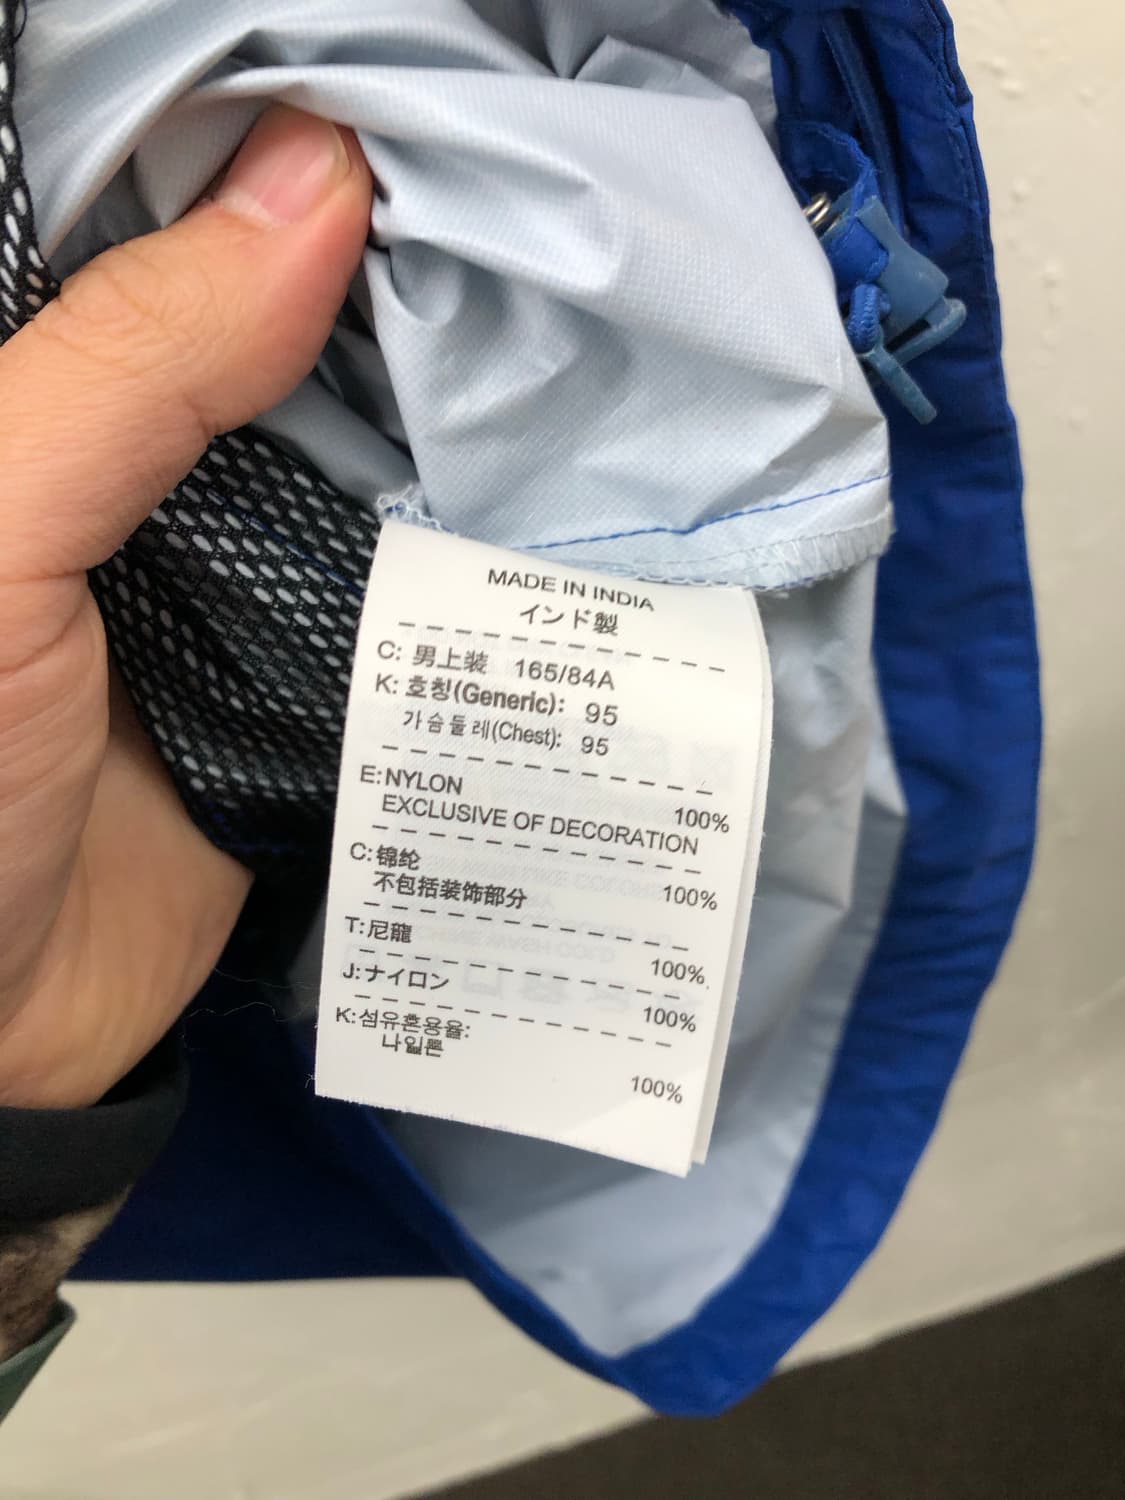 MADE IN INDIA
インド製
C: 男上装 165/84A
K: 호칭(Generic): 95
가슴둘레(Chest): 95
E: NYLON 100%
EXCLUSIVE OF DECORATION
C: 锦纶 100%
不包括装饰部分
T: 尼龍 100%
J: ナイロン 100%
K: 섬유혼용율:
나일론 100%